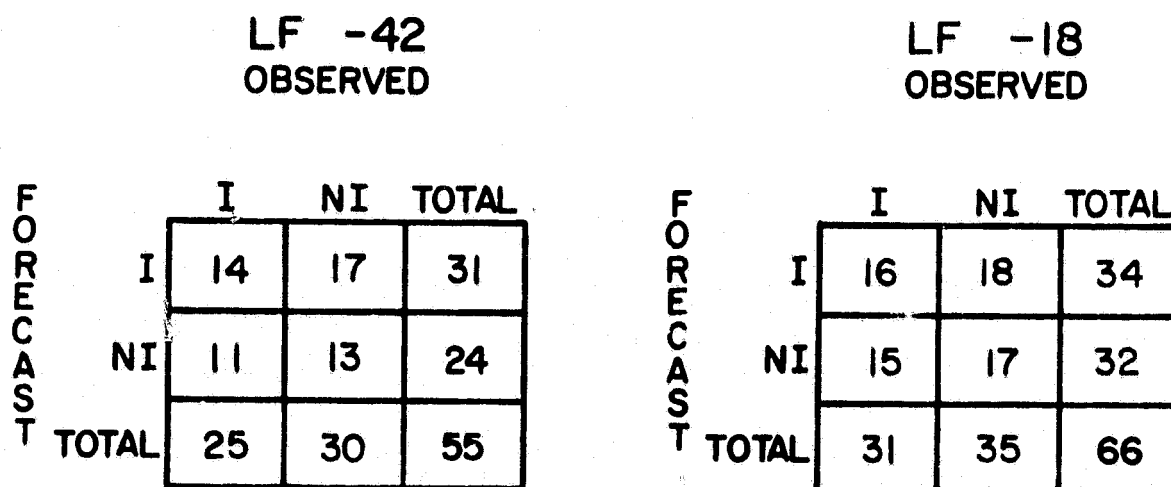 LF -42
OBSERVED
FORECAST
I NI TOTAL
I 14 17 31
NI 11 13 24
TOTAL 25 30 55
LF -18
OBSERVED
FORECAST
I NI TOTAL
I 16 18 34
NI 15 17 32
TOTAL 31 35 66